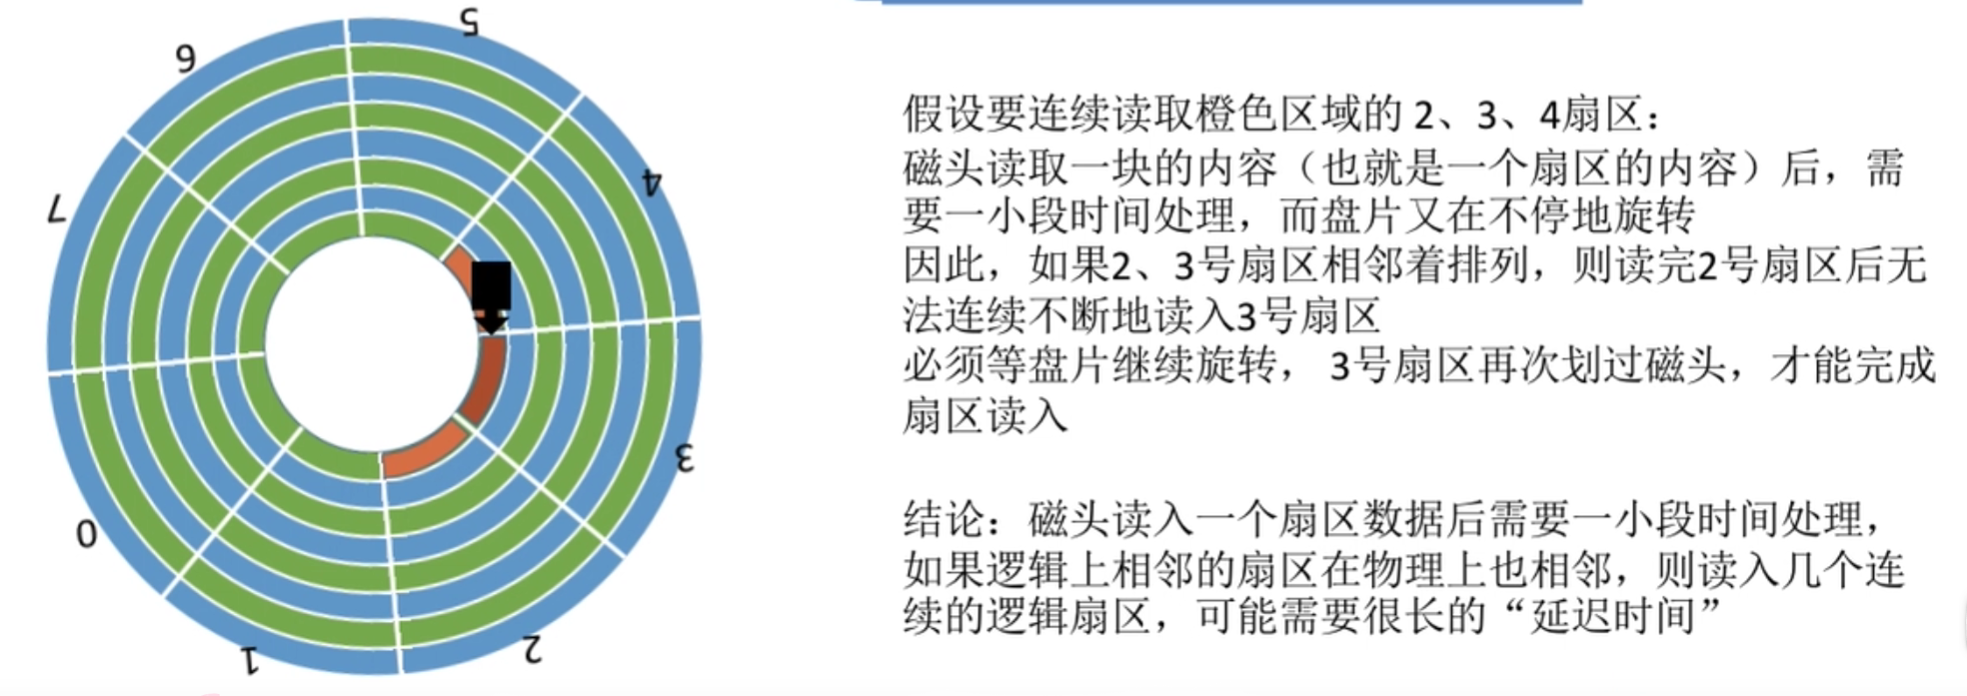 5
6
4
7
3
0
2
1
假设要连续读取橙色区域的 2、3、4扇区：
磁头读取一块的内容（也就是一个扇区的内容）后，需
要一小段时间处理，而盘片又在不停地旋转
因此，如果2、3号扇区相邻着排列，则读完2号扇区后无
法连续不断地读入3号扇区
必须等盘片继续旋转， 3号扇区再次划过磁头，才能完成
扇区读入
结论：磁头读入一个扇区数据后需要一小段时间处理，
如果逻辑上相邻的扇区在物理上也相邻，则读入几个连
续的逻辑扇区，可能需要很长的“延迟时间”